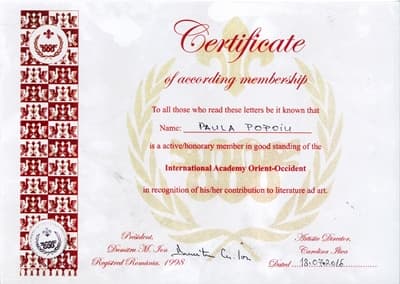 Certificate
of according membership
To all those who read these letters be it known that
Name: PAULA POPOIU
is a active/honorary member in good standing of the
International Academy Orient-Occident
in recognition of his/her contribution to literature ad art.
President, Artistic Director,
Dumitru M. Ion Carolina Ilica
Registred România, 1998 Dated 18.07.2016